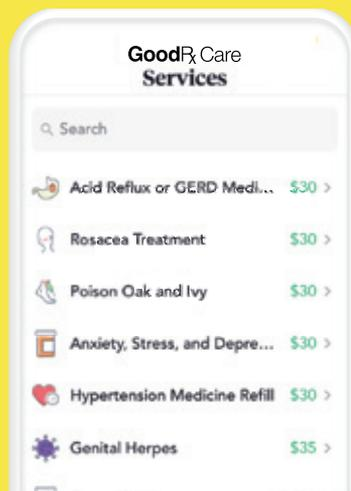 GoodRx Care
Services
Search
Acid Reflux or GERD Medi... $30 >
Rosacea Treatment $30 >
Poison Oak and Ivy $30 >
Anxiety, Stress, and Depre... $30 >
Hypertension Medicine Refill $30 >
Genital Herpes $35 >